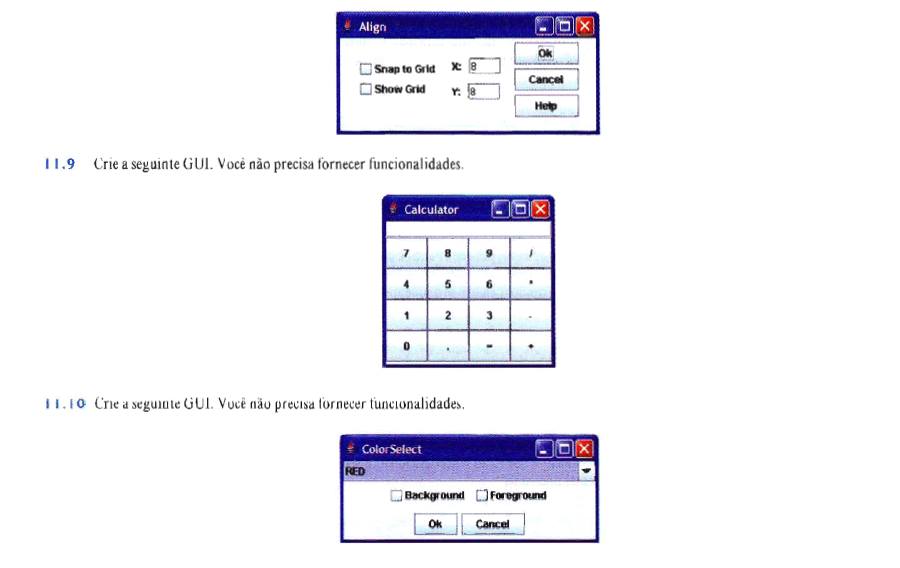 Align
Snap to Grid X: 8 Ok
Show Grid Y: 8 Cancel
Help
11.9 Crie a seguinte GUI. Você não precisa fornecer funcionalidades.
Calculator
7 8 9 /
4 5 6 *
1 2 3 -
0 . = +
11.10 Crie a seguinte GUI. Você não precisa fornecer funcionalidades.
ColorSelect
RED
Background Foreground
Ok Cancel